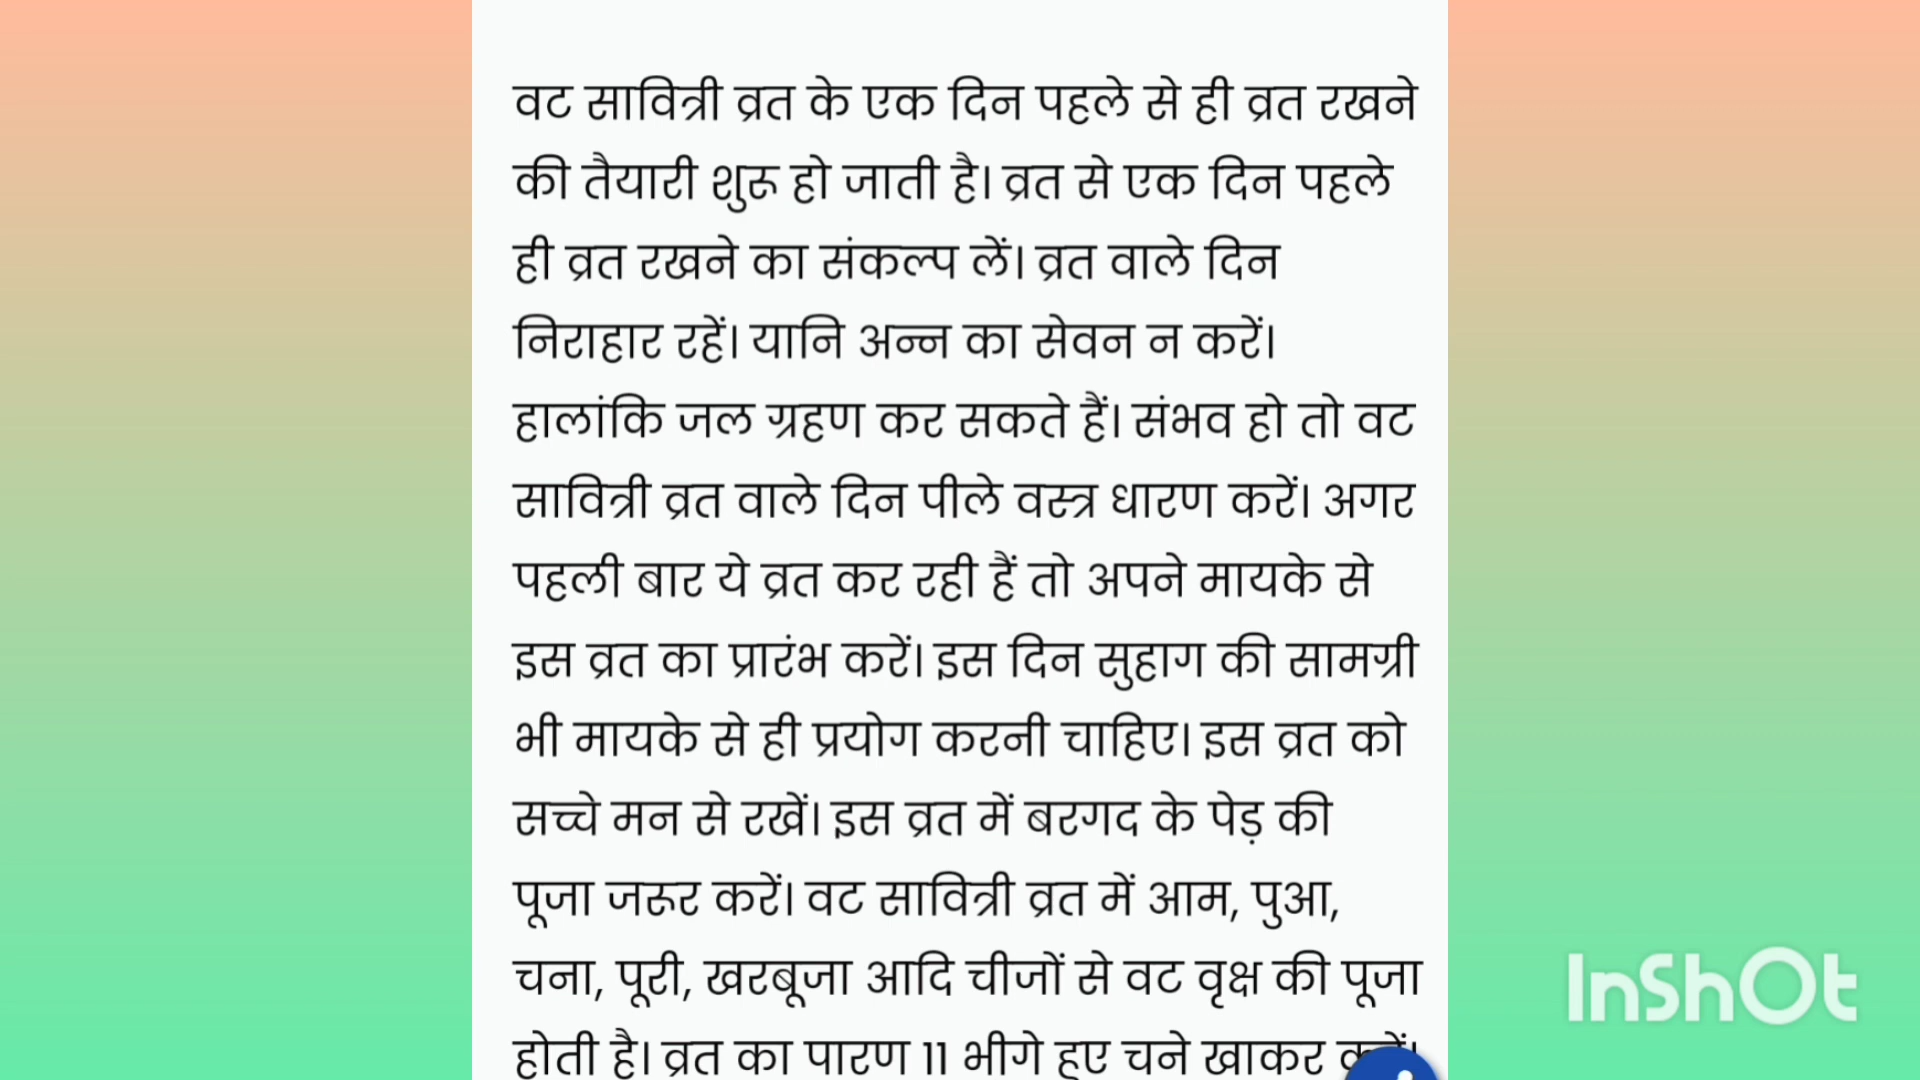 वट सावित्री व्रत के एक दिन पहले से ही व्रत रखने
की तैयारी शुरू हो जाती है। व्रत से एक दिन पहले
ही व्रत रखने का संकल्प लें। व्रत वाले दिन
निराहार रहें। यानि अन्न का सेवन न करें।
हालांकि जल ग्रहण कर सकते हैं। संभव हो तो वट
सावित्री व्रत वाले दिन पीले वस्त्र धारण करें। अगर
पहली बार ये व्रत कर रही हैं तो अपने मायके से
इस व्रत का प्रारंभ करें। इस दिन सुहाग की सामग्री
भी मायके से ही प्रयोग करनी चाहिए। इस व्रत को
सच्चे मन से रखें। इस व्रत में बरगद के पेड़ की
पूजा जरूर करें। वट सावित्री व्रत में आम, पुआ,
चना, पूरी, खरबूजा आदि चीजों से वट वृक्ष की पूजा
होती है। व्रत का पारण 11 भीगे हुए चने खाकर
InShOt